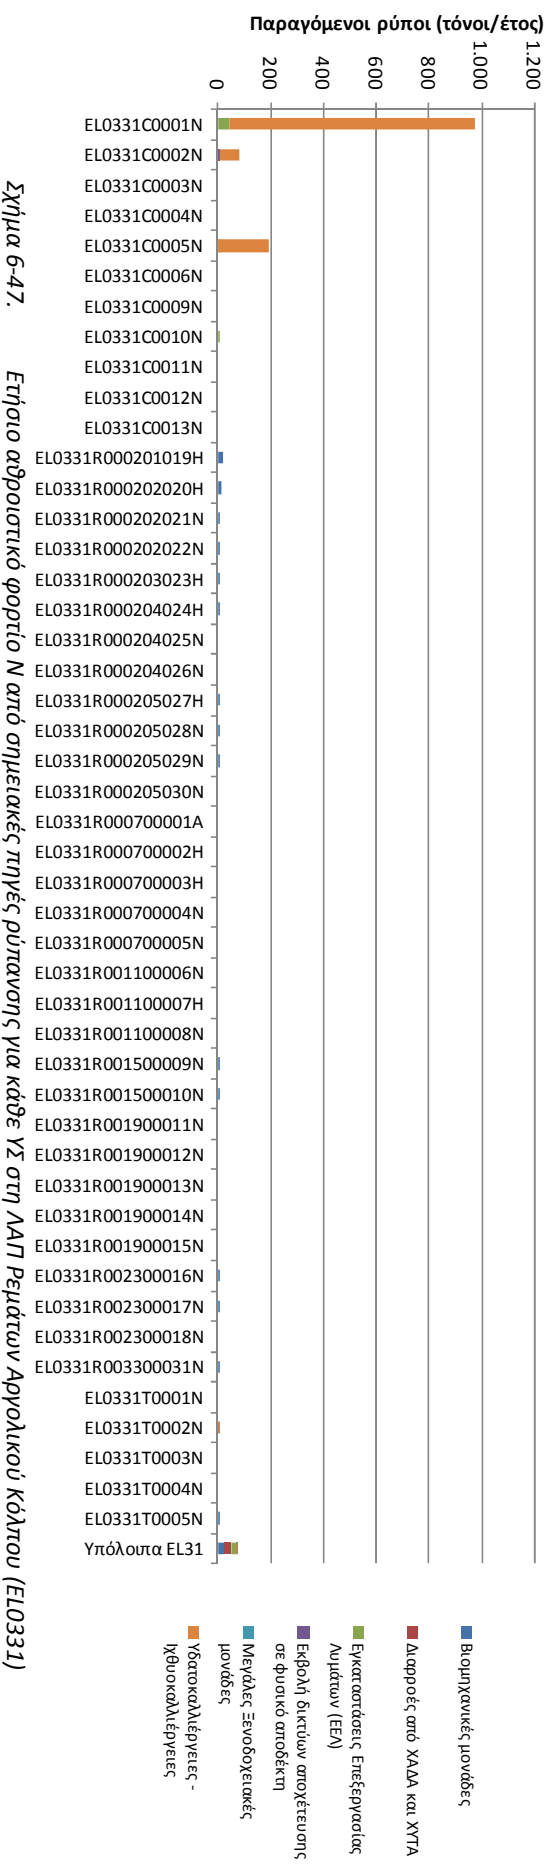 Παραγόμενοι ρύποι (τόνοι/έτος)
1.200
1.000
800
600
400
200
0
EL0331C0001N
EL0331C0002N
EL0331C0003N
EL0331C0004N
EL0331C0005N
EL0331C0006N
EL0331C0009N
EL0331C0010N
EL0331C0011N
EL0331C0012N
EL0331C0013N
EL0331R000201019H
EL0331R000202020H
EL0331R000202021N
EL0331R000202022N
EL0331R000203023H
EL0331R000204024H
EL0331R000204025N
EL0331R000204026N
EL0331R000205027H
EL0331R000205028N
EL0331R000205029N
EL0331R000205030N
EL0331R000700001A
EL0331R000700002H
EL0331R000700003H
EL0331R000700004N
EL0331R000700005N
EL0331R001100006N
EL0331R001100007H
EL0331R001100008N
EL0331R001500009N
EL0331R001500010N
EL0331R001900011N
EL0331R001900012N
EL0331R001900013N
EL0331R001900014N
EL0331R001900015N
EL0331R002300016N
EL0331R002300017N
EL0331R002300018N
EL0331R003300031N
EL0331T0001N
EL0331T0002N
EL0331T0003N
EL0331T0004N
EL0331T0005N
Υπόλοιπα EL31
Βιομηχανικές μονάδες
Διαρροές από ΧΑΔΑ και ΧΥΤΑ
Εγκαταστάσεις Επεξεργασίας
Λυμάτων (ΕΕΛ)
Εκβολή δικτύων αποχέτευσης
σε φυσικό αποδέκτη
Μεγάλες Ξενοδοχειακές
μονάδες
Υδατοκαλλιέργειες -
Ιχθυοκαλλιέργειες
Σχήμα 6-47. Ετήσιο αθροιστικό φορτίο Ν από σημειακές πηγές ρύπανσης για κάθε ΥΣ στη ΛΑΠ Ρεμάτων Αργολικού Κόλπου (EL0331)